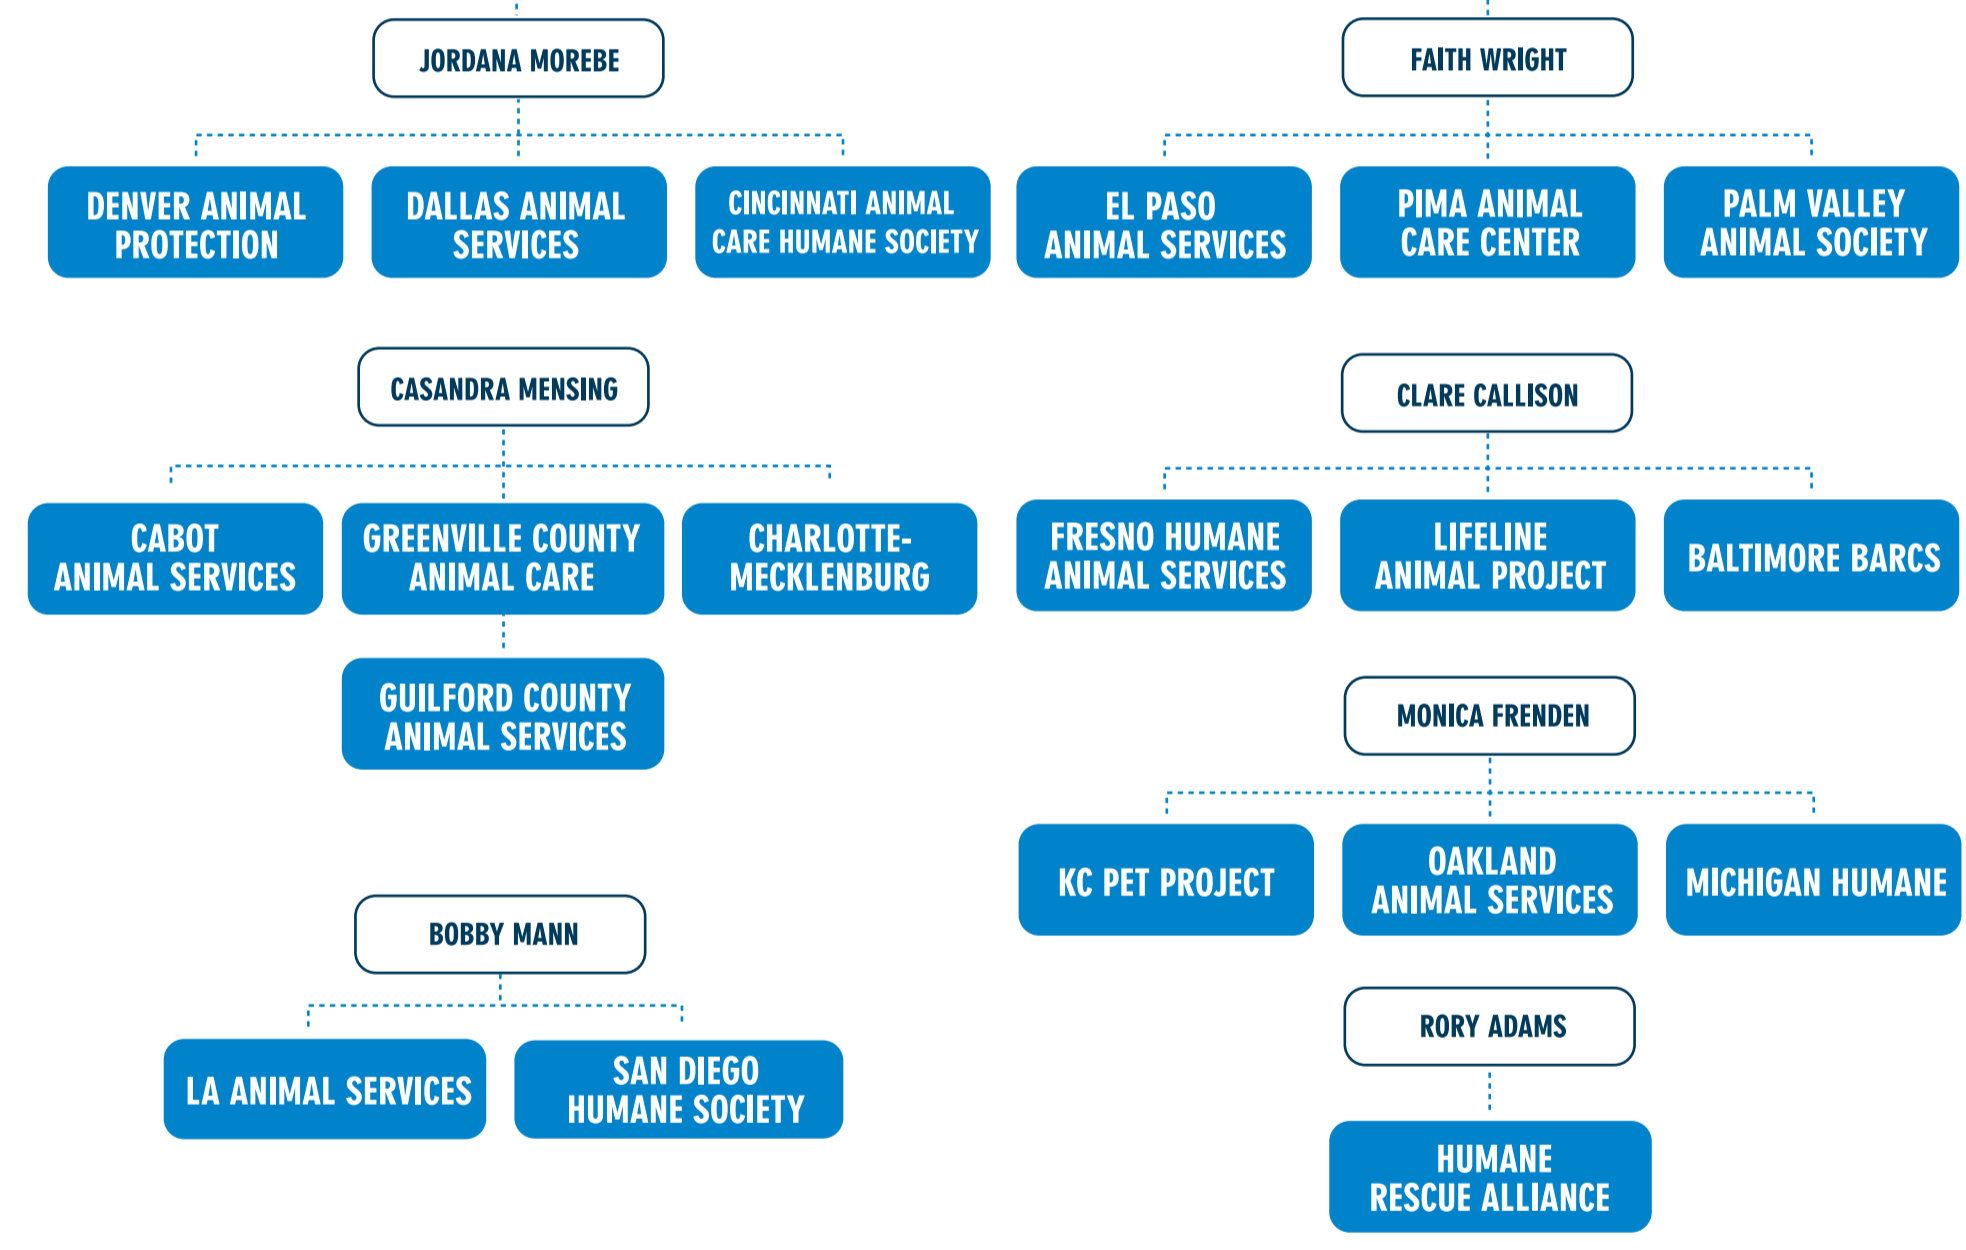 JORDANA MOREBE
DENVER ANIMAL
PROTECTION
DALLAS ANIMAL
SERVICES
CINCINNATI ANIMAL
CARE HUMANE SOCIETY
FAITH WRIGHT
EL PASO
ANIMAL SERVICES
PIMA ANIMAL
CARE CENTER
PALM VALLEY
ANIMAL SOCIETY
CASANDRA MENSING
CABOT
ANIMAL SERVICES
GREENVILLE COUNTY
ANIMAL CARE
CHARLOTTE-
MECKLENBURG
GUILFORD COUNTY
ANIMAL SERVICES
CLARE CALLISON
FRESNO HUMANE
ANIMAL SERVICES
LIFELINE
ANIMAL PROJECT
BALTIMORE BARCS
MONICA FRENDEN
KC PET PROJECT
OAKLAND
ANIMAL SERVICES
MICHIGAN HUMANE
BOBBY MANN
LA ANIMAL SERVICES
SAN DIEGO
HUMANE SOCIETY
RORY ADAMS
HUMANE
RESCUE ALLIANCE